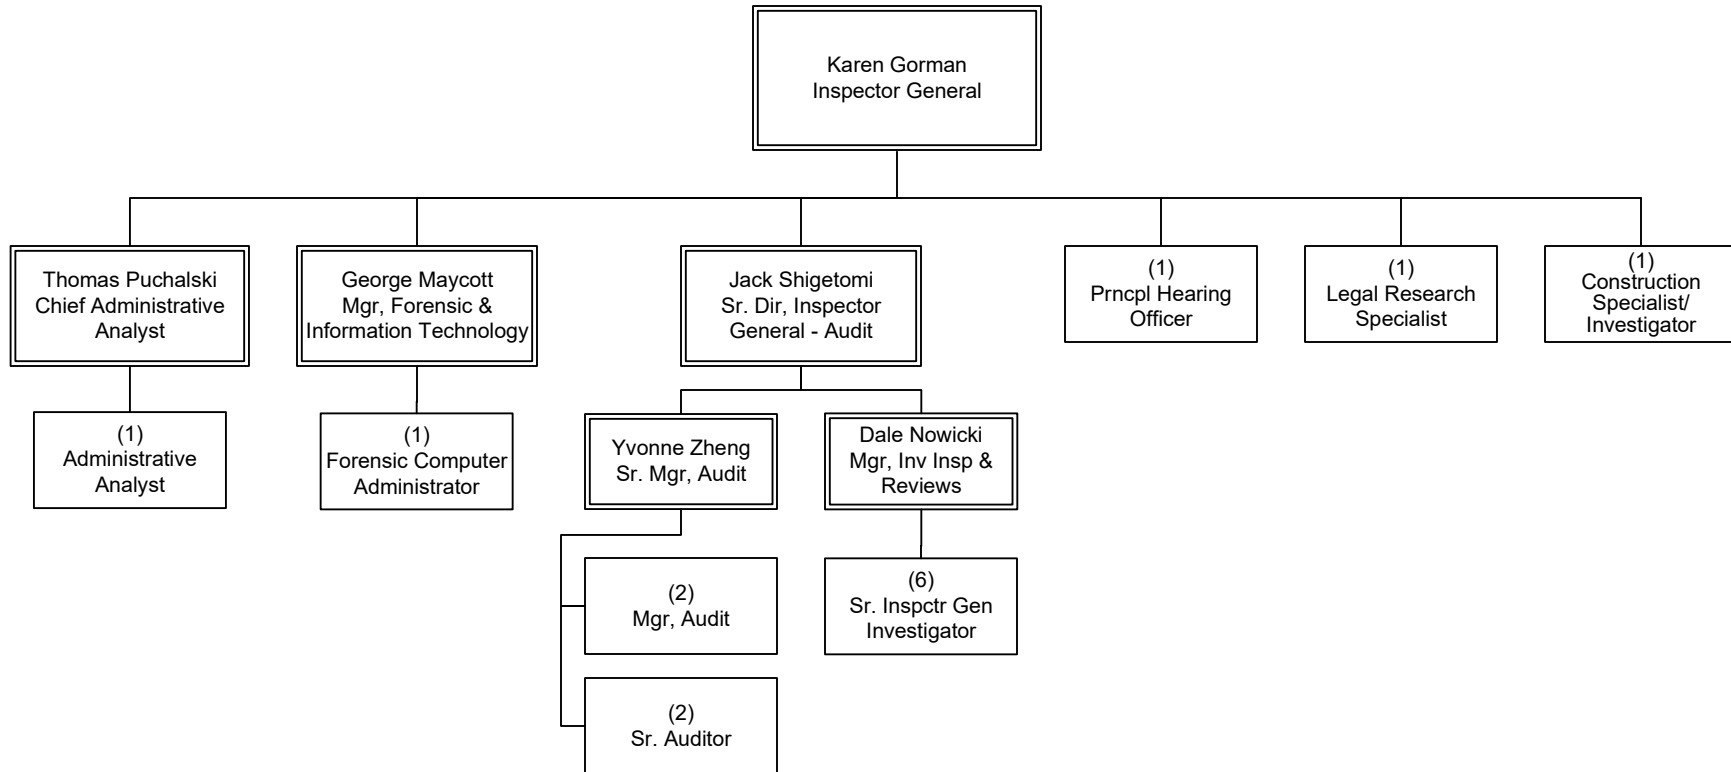 Karen Gorman
Inspector General
Thomas Puchalski
Chief Administrative
Analyst
George Maycott
Mgr, Forensic &
Information Technology
Jack Shigetomi
Sr. Dir, Inspector
General - Audit
(1)
Prncpl Hearing
Officer
(1)
Legal Research
Specialist
(1)
Construction
Specialist/
Investigator
(1)
Administrative
Analyst
(1)
Forensic Computer
Administrator
Yvonne Zheng
Sr. Mgr, Audit
Dale Nowicki
Mgr, Inv Insp &
Reviews
(2)
Mgr, Audit
(6)
Sr. Inspctr Gen
Investigator
(2)
Sr. Auditor